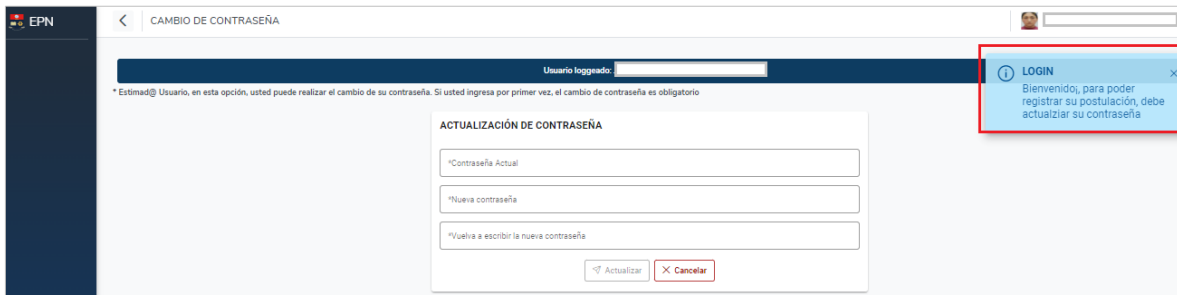 EPN
CAMBIO DE CONTRASEÑA
Usuario loggeado:
* Estimad@ Usuario, en esta opción, usted puede realizar el cambio de su contraseña. Si usted ingresa por primer vez, el cambio de contraseña es obligatorio
LOGIN
Bienvenido¡, para poder
registrar su postulación, debe
actualziar su contraseña
ACTUALIZACIÓN DE CONTRASEÑA
*Contraseña Actual
*Nueva contraseña
*Vuelva a escribir la nueva contraseña
Actualizar
Cancelar